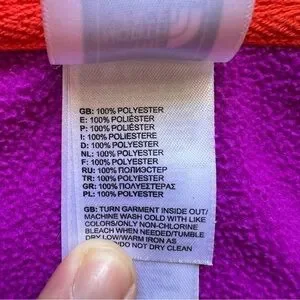 GB: 100% POLYESTER
E: 100% POLIÉSTER
P: 100% POLIÉSTER
I: 100% POLIESTERE
D: 100% POLYESTER
NL: 100% POLYESTER
F: 100% POLYESTER
RU: 100% ПОЛИЭСТЕР
TR: 100% POLYESTER
GR: 100% ΠΟΛΥΕΣΤΕΡΑΣ
PL: 100% POLYESTER
GB: TURN GARMENT INSIDE OUT/
MACHINE WASH COLD WITH LIKE
COLORS/ONLY NON-CHLORINE
BLEACH WHEN NEEDED/TUMBLE
DRY LOW/WARM IRON AS
/DO NOT DRY CLEAN